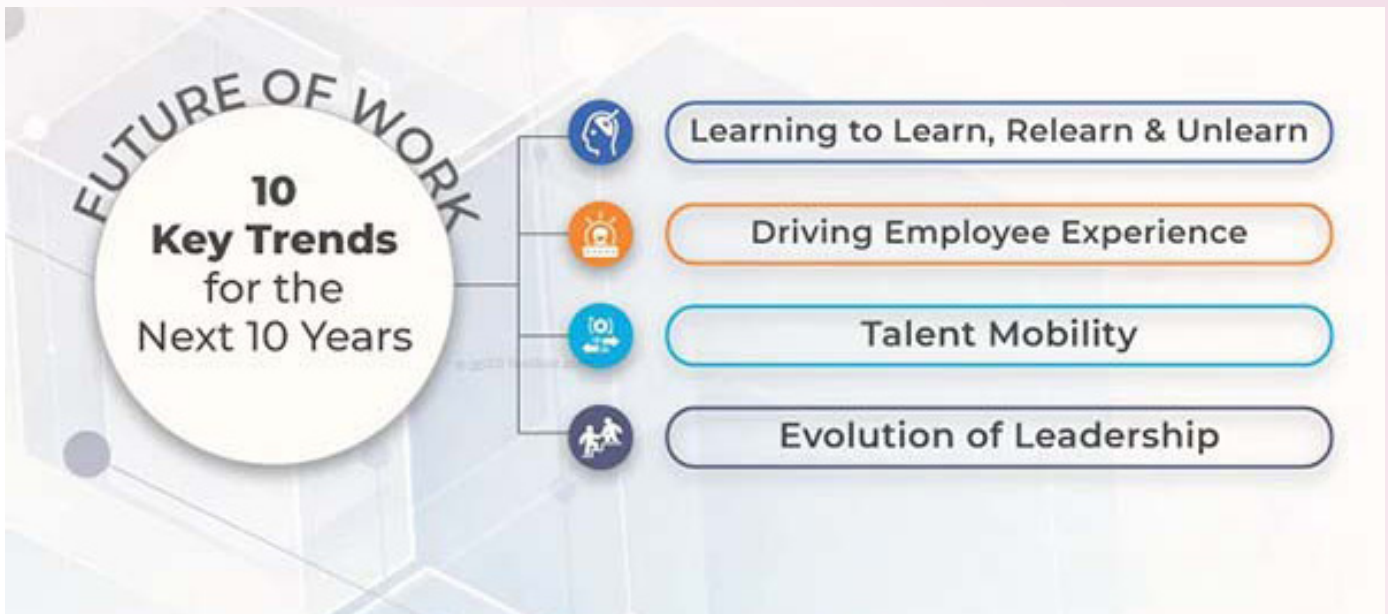 FUTURE OF WORK
10
Key Trends
for the
Next 10 Years
Learning to Learn, Relearn & Unlearn
Driving Employee Experience
Talent Mobility
Evolution of Leadership